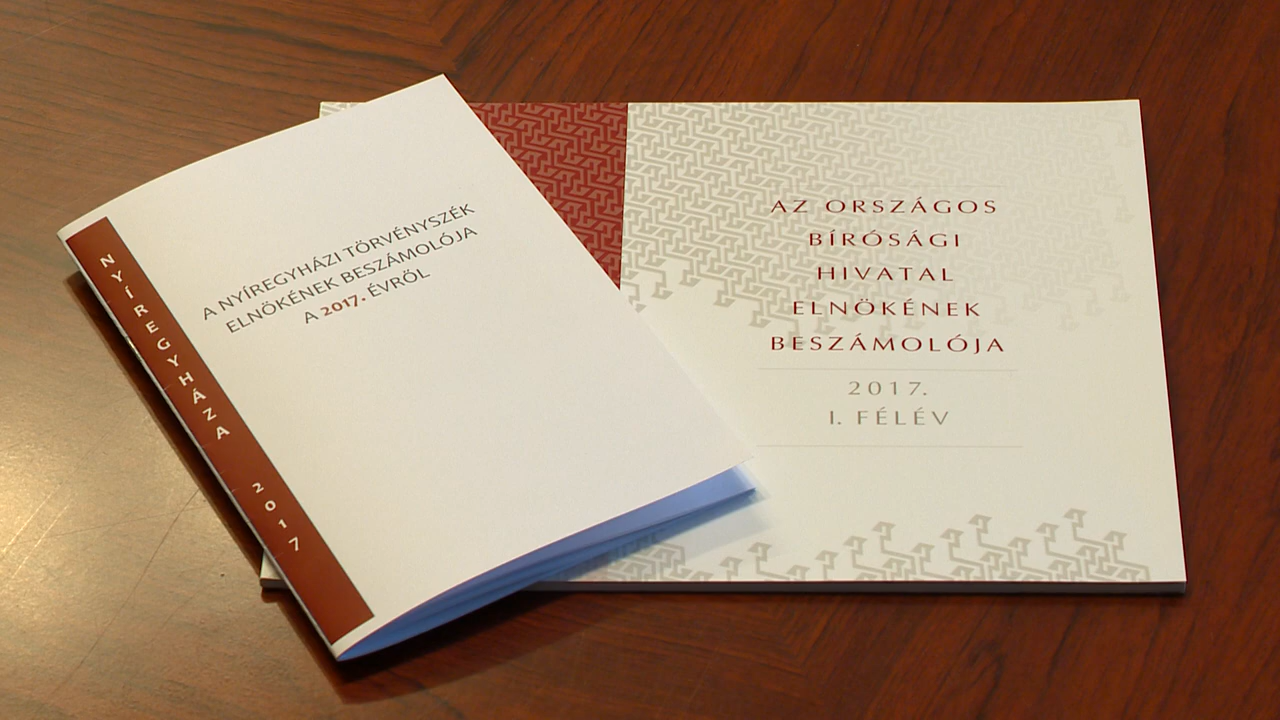 NYÍREGYHÁZA 2017
A NYÍREGYHÁZI TÖRVÉNYSZÉK
ELNÖKÉNEK BESZÁMOLÓJA
A 2017. ÉVRŐL
AZ ORSZÁGOS
BÍRÓSÁGI
HIVATAL
ELNÖKÉNEK
BESZÁMOLÓJA
2017.
I. FÉLÉV